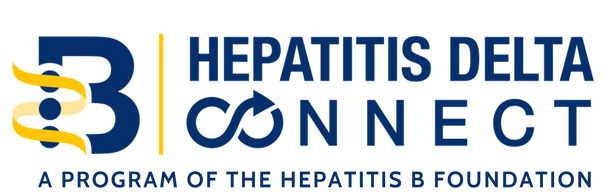 B
HEPATITIS DELTA
CONNECT
A PROGRAM OF THE HEPATITIS B FOUNDATION